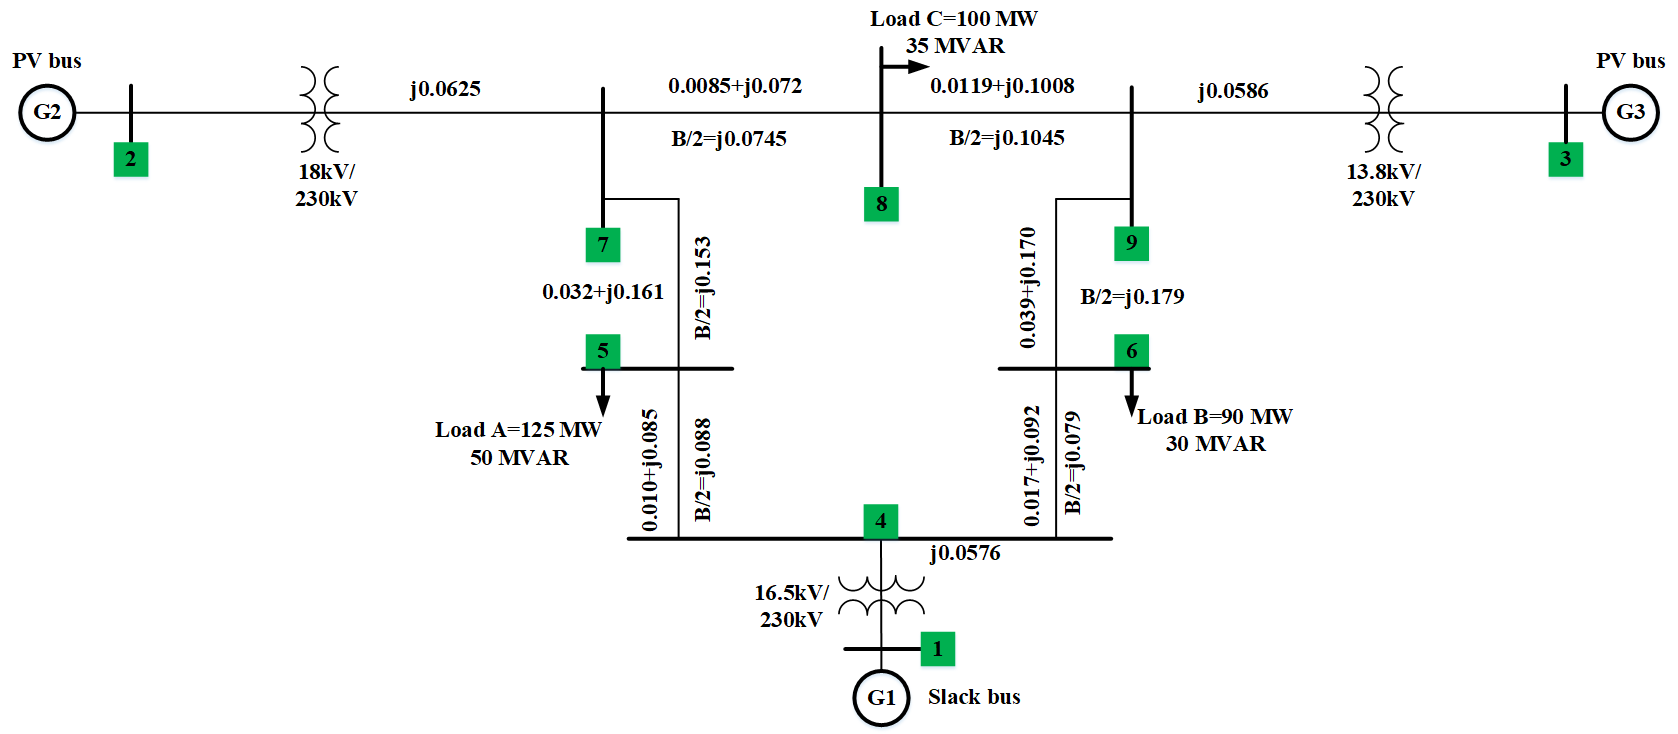 Load C=100 MW
35 MVAR
PV bus
PV bus
G2
j0.0625
0.0085+j0.072
0.0119+j0.1008
j0.0586
G3
B/2=j0.0745
B/2=j0.1045
2
18kV/
230kV
13.8kV/
230kV
3
8
7
9
0.032+j0.161
B/2=j0.153
0.039+j0.170
B/2=j0.179
5
6
Load A=125 MW
50 MVAR
0.010+j0.085
B/2=j0.088
0.017+j0.092
B/2=j0.079
Load B=90 MW
30 MVAR
4
j0.0576
16.5kV/
230kV
1
G1
Slack bus